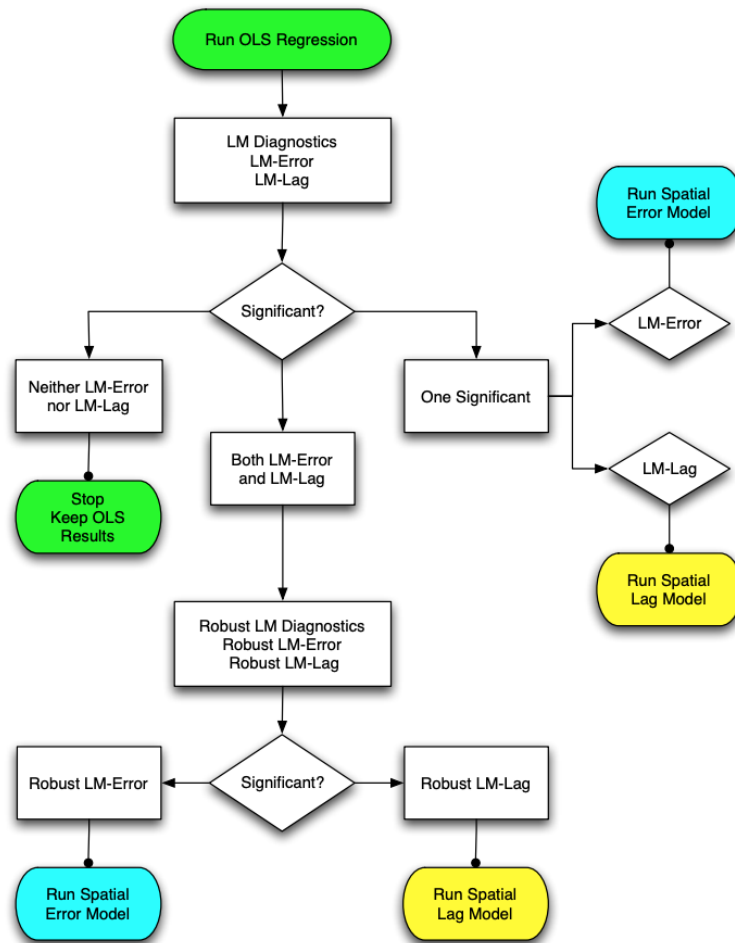 Run OLS Regression
LM Diagnostics
LM-Error
LM-Lag
Run Spatial
Error Model
Significant?
LM-Error
Neither LM-Error
nor LM-Lag
One Significant
Both LM-Error
and LM-Lag
LM-Lag
Stop
Keep OLS
Results
Run Spatial
Lag Model
Robust LM Diagnostics
Robust LM-Error
Robust LM-Lag
Robust LM-Error
Significant?
Robust LM-Lag
Run Spatial
Error Model
Run Spatial
Lag Model